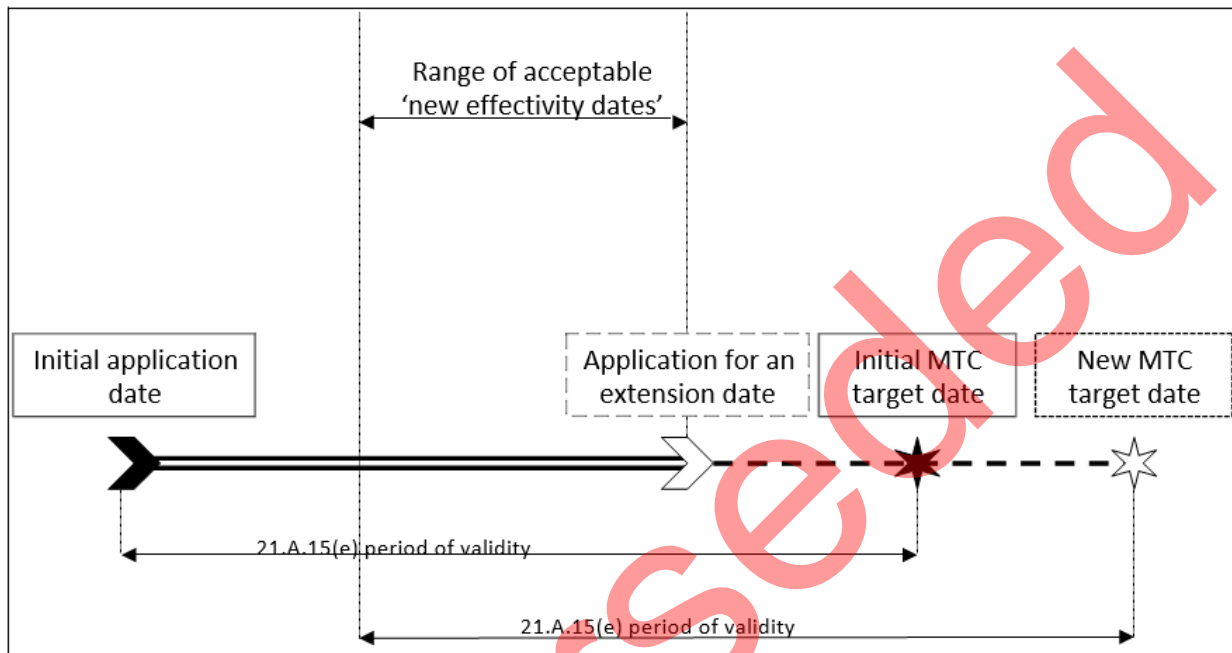 Range of acceptable
‘new effectivity dates’
Initial application
date
Application for an
extension date
Initial MTC
target date
New MTC
target date
21.A.15(e) period of validity
21.A.15(e) period of validity
seded